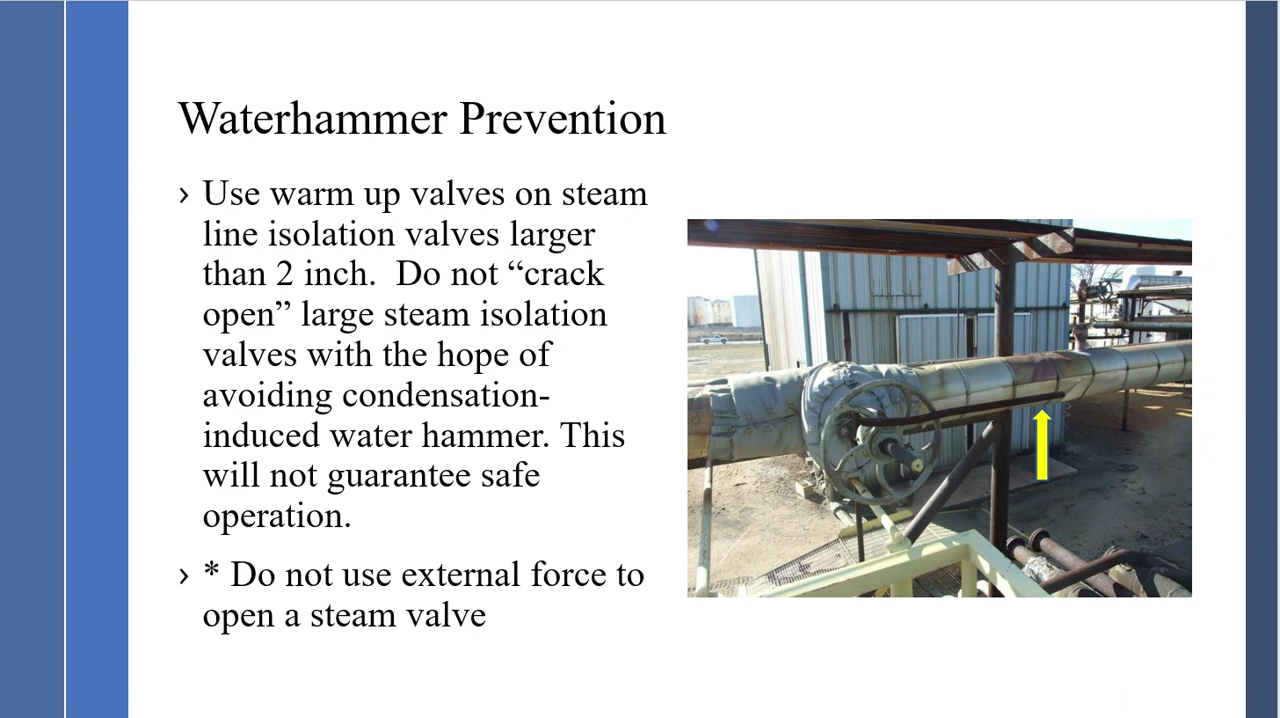 Waterhammer Prevention
› Use warm up valves on steam
line isolation valves larger
than 2 inch.  Do not “crack
open” large steam isolation
valves with the hope of
avoiding condensation-
induced water hammer. This
will not guarantee safe
operation.
› * Do not use external force to
open a steam valve